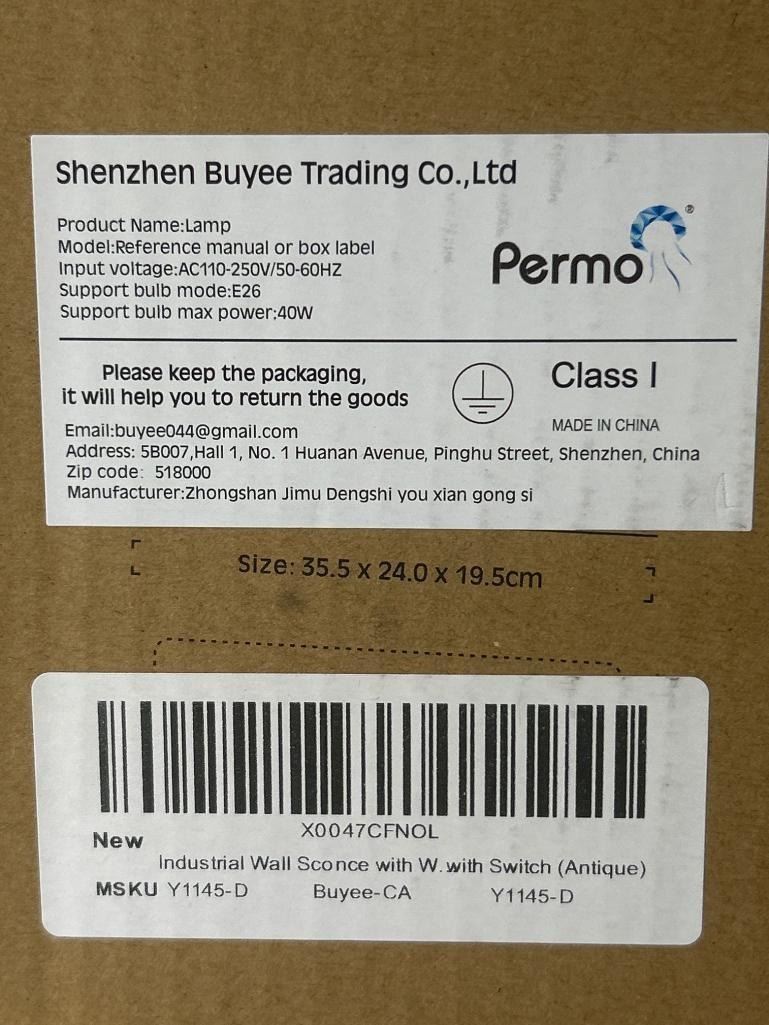 Shenzhen Buyee Trading Co.,Ltd
Product Name:Lamp
Model:Reference manual or box label
Input voltage:AC110-250V/50-60HZ
Support bulb mode:E26
Support bulb max power:40W
Permo®
Please keep the packaging,
it will help you to return the goods
Class I
MADE IN CHINA
Email:buyee044@gmail.com
Address: 5B007,Hall 1, No. 1 Huanan Avenue, Pinghu Street, Shenzhen, China
Zip code: 518000
Manufacturer:Zhongshan Jimu Dengshi you xian gong si
Size: 35.5 x 24.0 x 19.5cm
X0047CFNOL
New
Industrial Wall Sconce with W.with Switch (Antique)
MSKU Y1145-D Buyee-CA Y1145-D